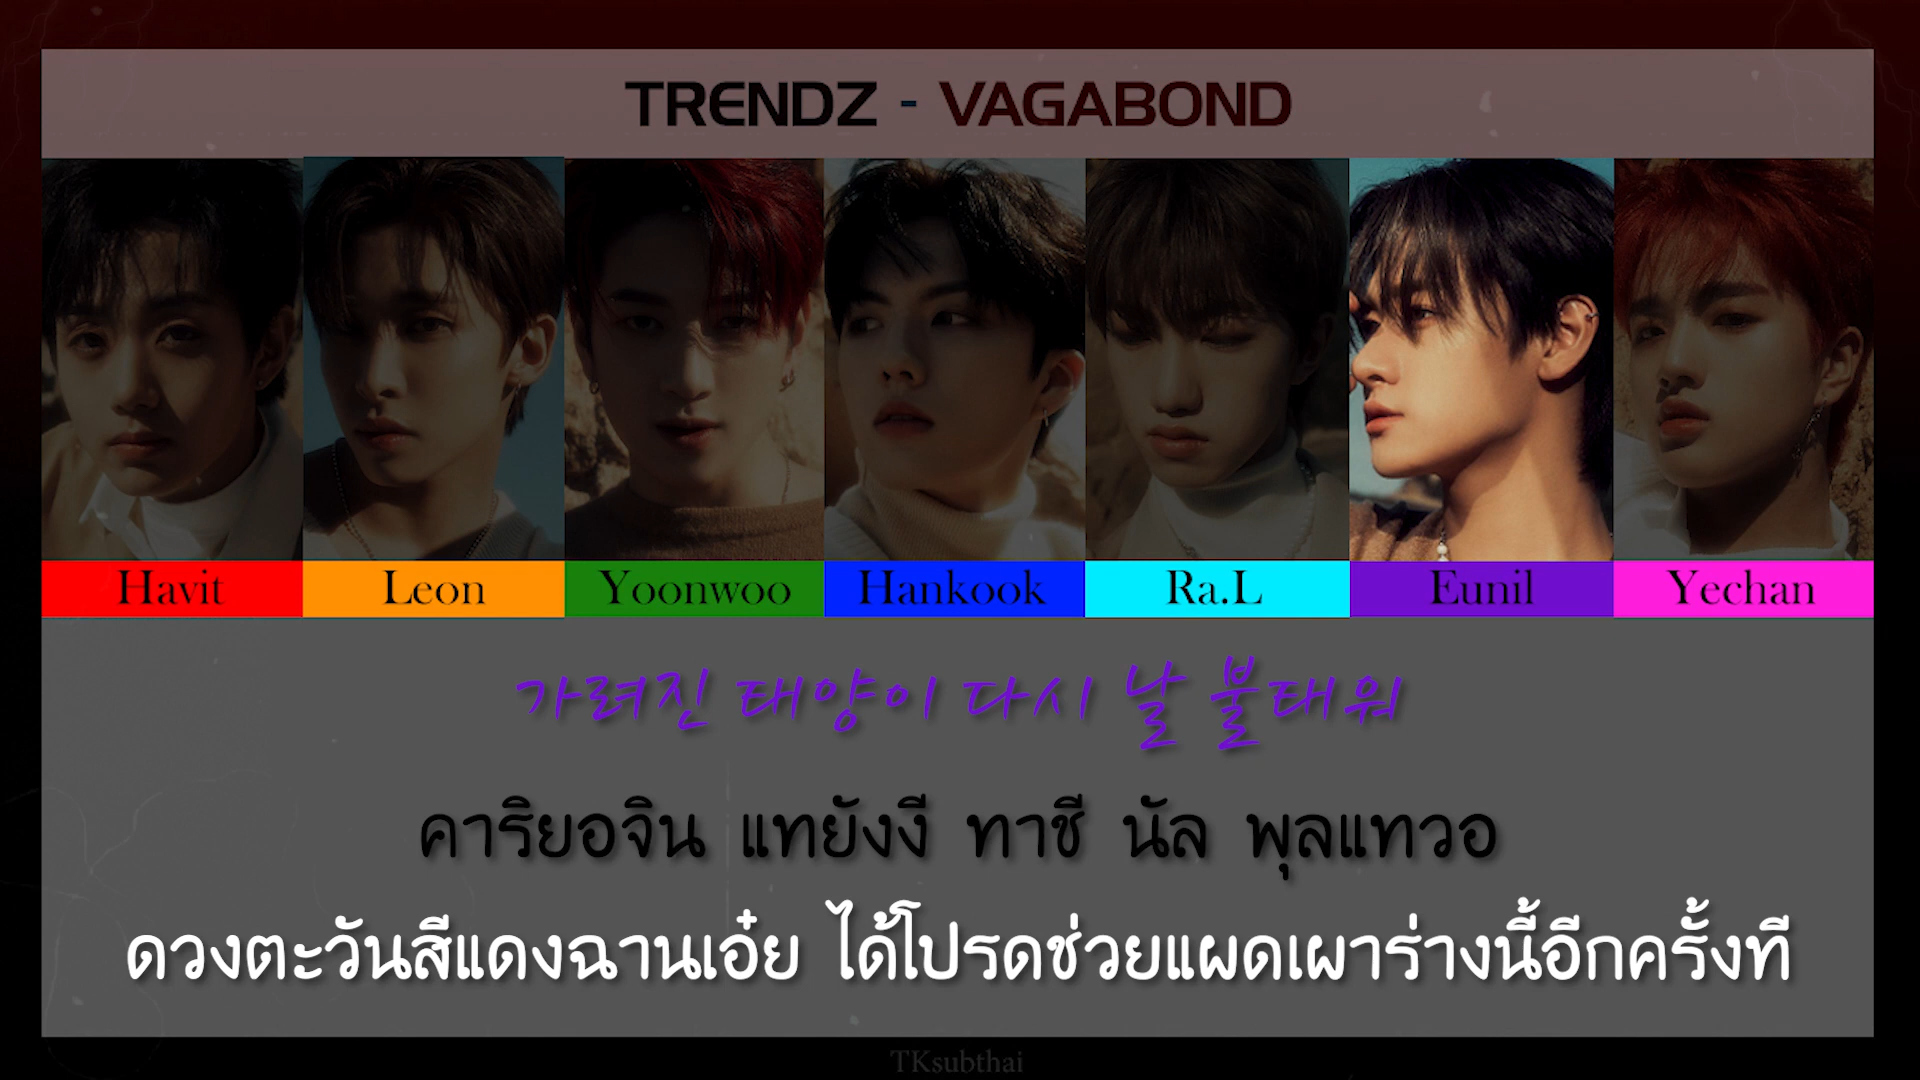 TRENDZ - VAGABOND
Havit Leon Yoonwoo Hankook Ra.L Eunil Yechan
가려진 태양이 다시 날 불태워
คาริยอจิน แทยังงี ทาชี นัล พุลแทวอ
ดวงตะวันสีแดงฉานเอ๋ย ได้โปรดช่วยแผดเผาร่างนี้อีกครั้งที
TKsubthai